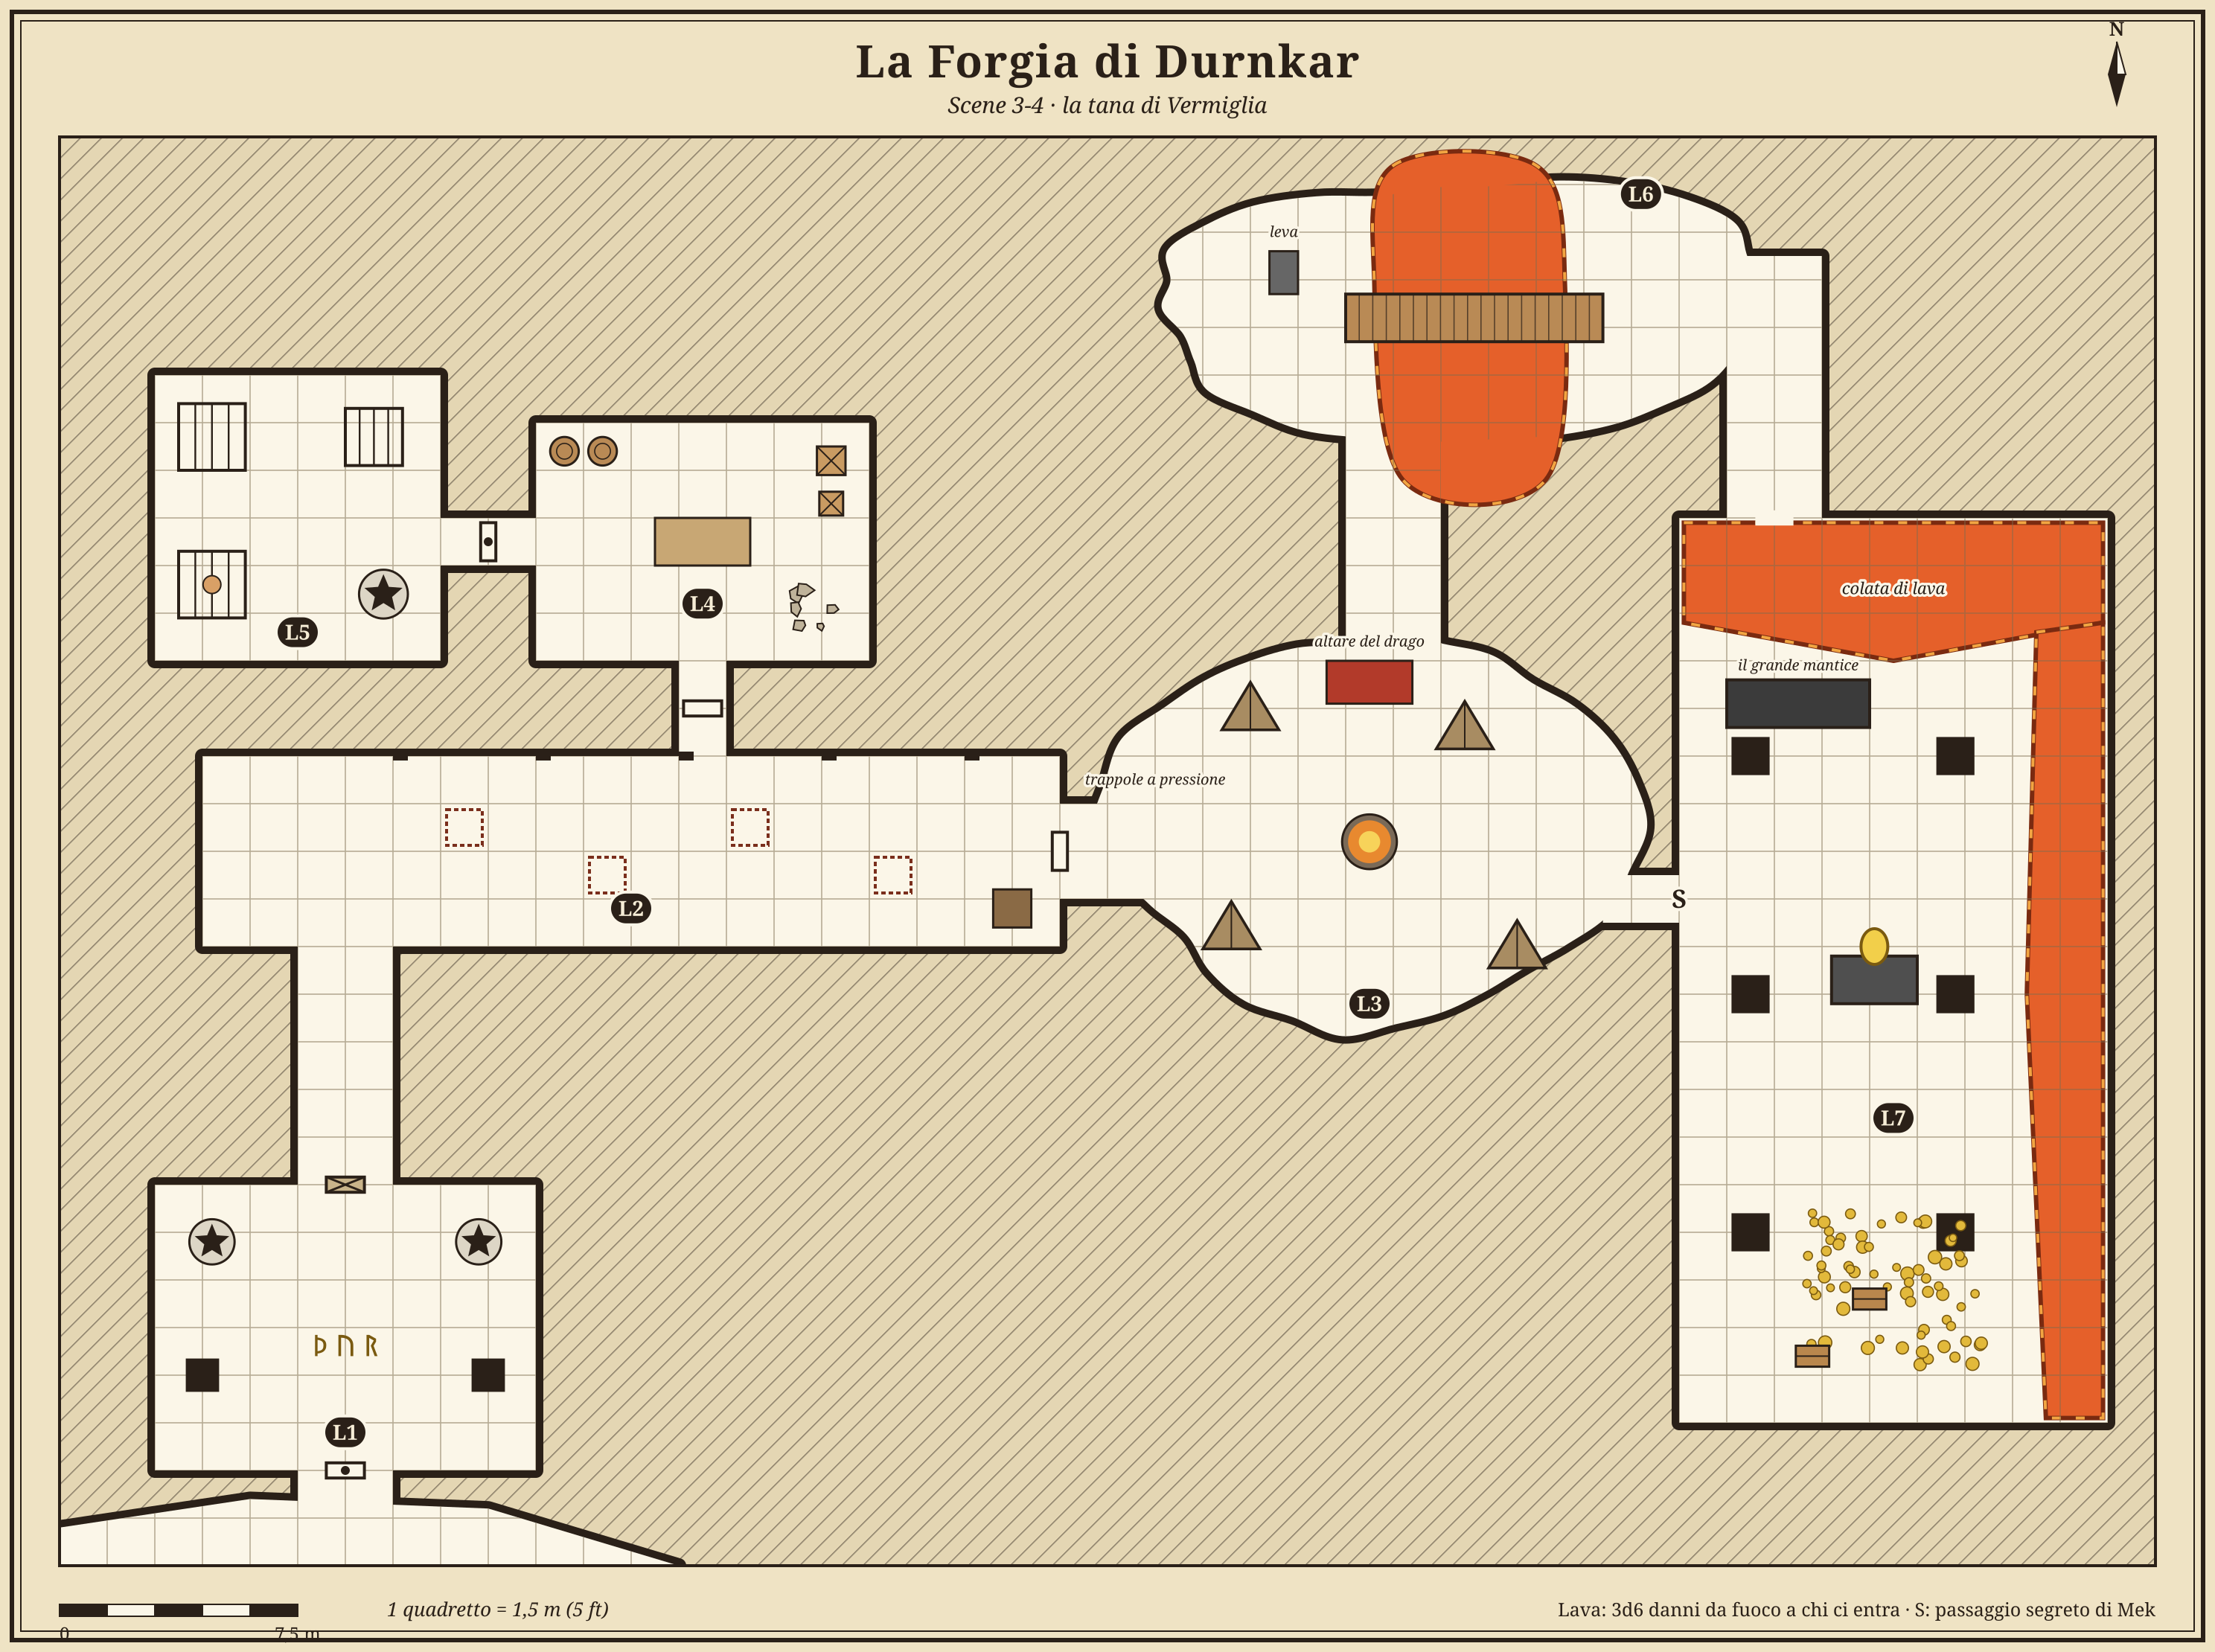 N
La Forgia di Durnkar
Scene 3-4 · la tana di Vermiglia
L6
leva
colata di lava
L4
L5
altare del drago
il grande mantice
trappole a pressione
S
L2
L3
L7
ᚦ ᚢ ᚱ
L1
1 quadretto = 1,5 m (5 ft)
Lava: 3d6 danni da fuoco a chi ci entra · S: passaggio segreto di Mek
0 7,5 m